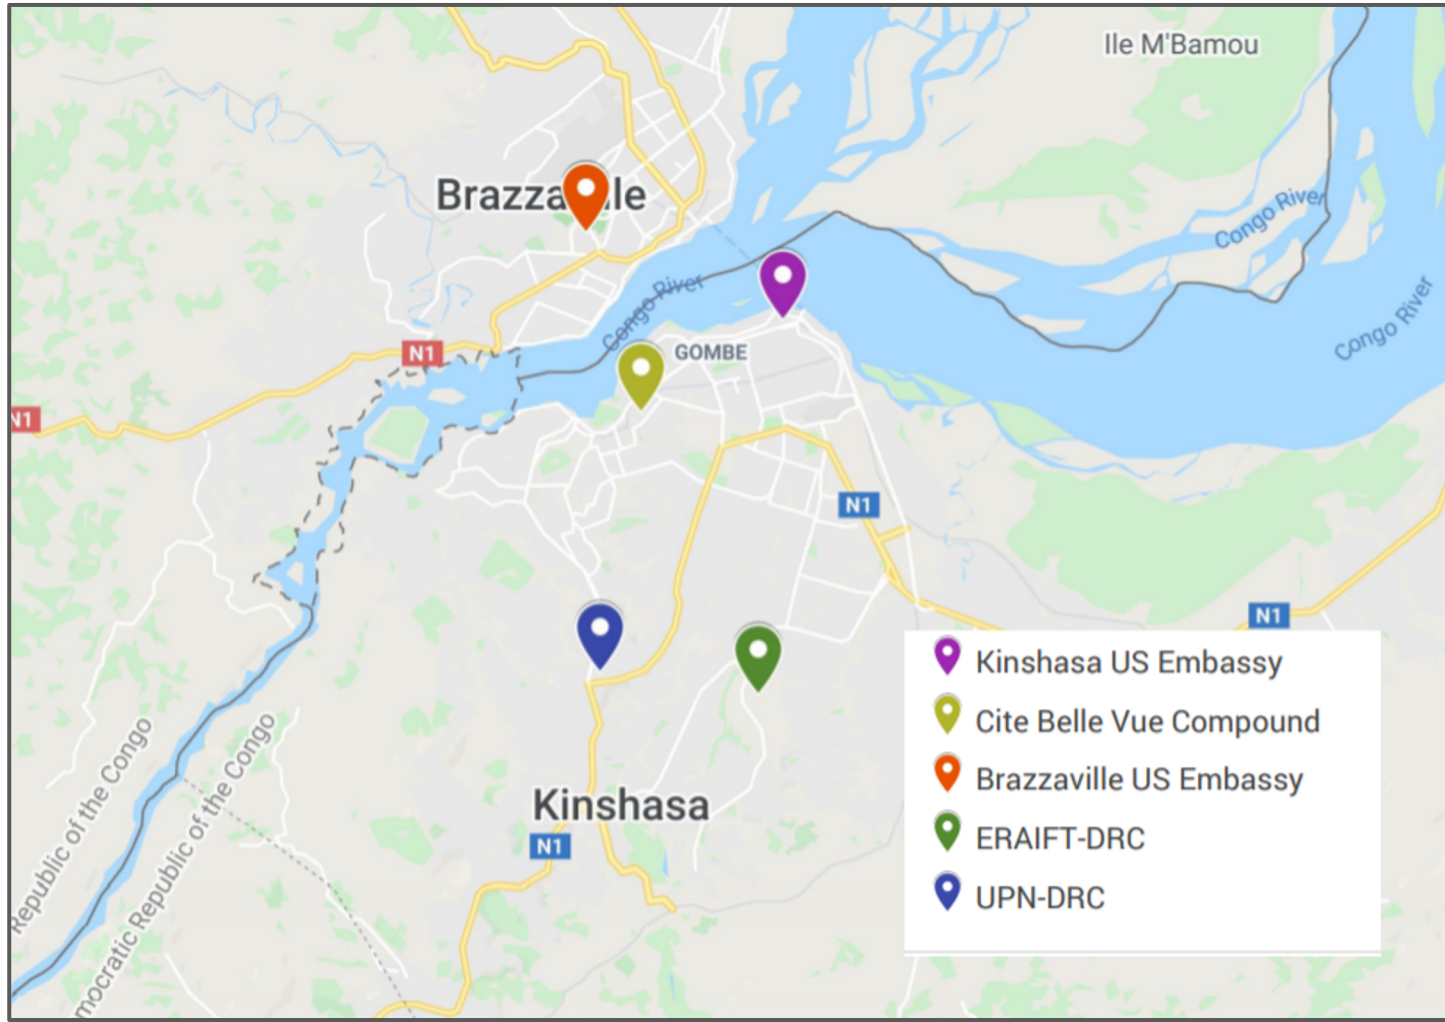 Ile M'Bamou
Brazza le
Congo River
Congo River
Congo River
GOMBE
N1
N1
N1
N1
Kinshasa
N1
Republic of the Congo
mocratic Republic of the Congo
Kinshasa US Embassy
Cite Belle Vue Compound
Brazzaville US Embassy
ERAIFT-DRC
UPN-DRC